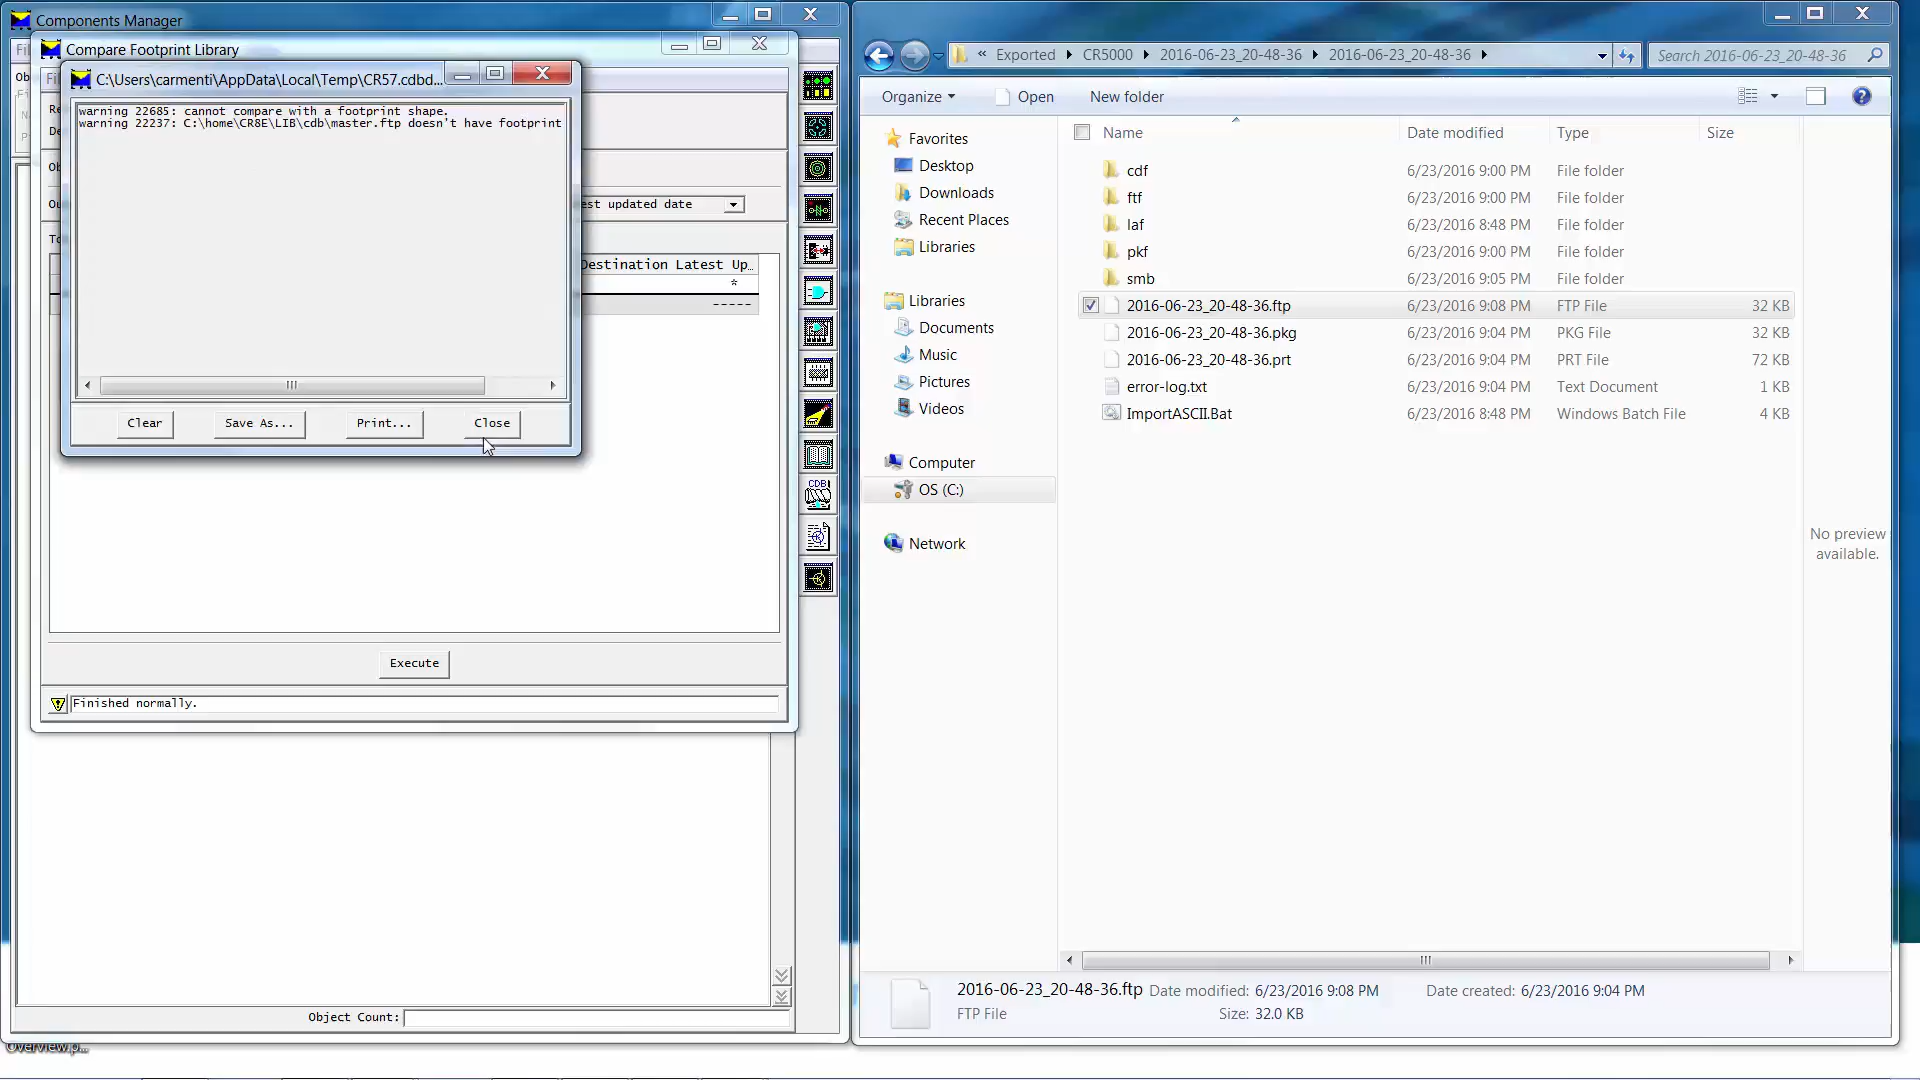 Components Manager
Compare Footprint Library
C:\Users\carmenti\AppData\Local\Temp\CR57.cdbd...
warning 22685: cannot compare with a footprint shape.
warning 22237: C:\home\CR8E\LIB\cdb\master.ftp doesn't have footprint
Clear
Save As...
Print...
Close
est updated date
Destination Latest Up…
*
-----
CDB
Execute
Finished normally.
Object Count:
Overview.p...
« Exported
CR5000
2016-06-23_20-48-36
2016-06-23_20-48-36
Search 2016-06-23_20-48-36
Organize
Open
New folder
Favorites
Desktop
Downloads
Recent Places
Libraries
Libraries
Documents
Music
Pictures
Videos
Computer
OS (C:)
Network
Name Date modified Type Size
cdf 6/23/2016 9:00 PM File folder
ftf 6/23/2016 9:00 PM File folder
laf 6/23/2016 8:48 PM File folder
pkf 6/23/2016 9:00 PM File folder
smb 6/23/2016 9:05 PM File folder
2016-06-23_20-48-36.ftp 6/23/2016 9:08 PM FTP File 32 KB
2016-06-23_20-48-36.pkg 6/23/2016 9:04 PM PKG File 32 KB
2016-06-23_20-48-36.prt 6/23/2016 9:04 PM PRT File 72 KB
error-log.txt 6/23/2016 9:04 PM Text Document 1 KB
ImportASCII.Bat 6/23/2016 8:48 PM Windows Batch File 4 KB
No preview
available.
2016-06-23_20-48-36.ftp Date modified: 6/23/2016 9:08 PM Date created: 6/23/2016 9:04 PM
FTP File Size: 32.0 KB